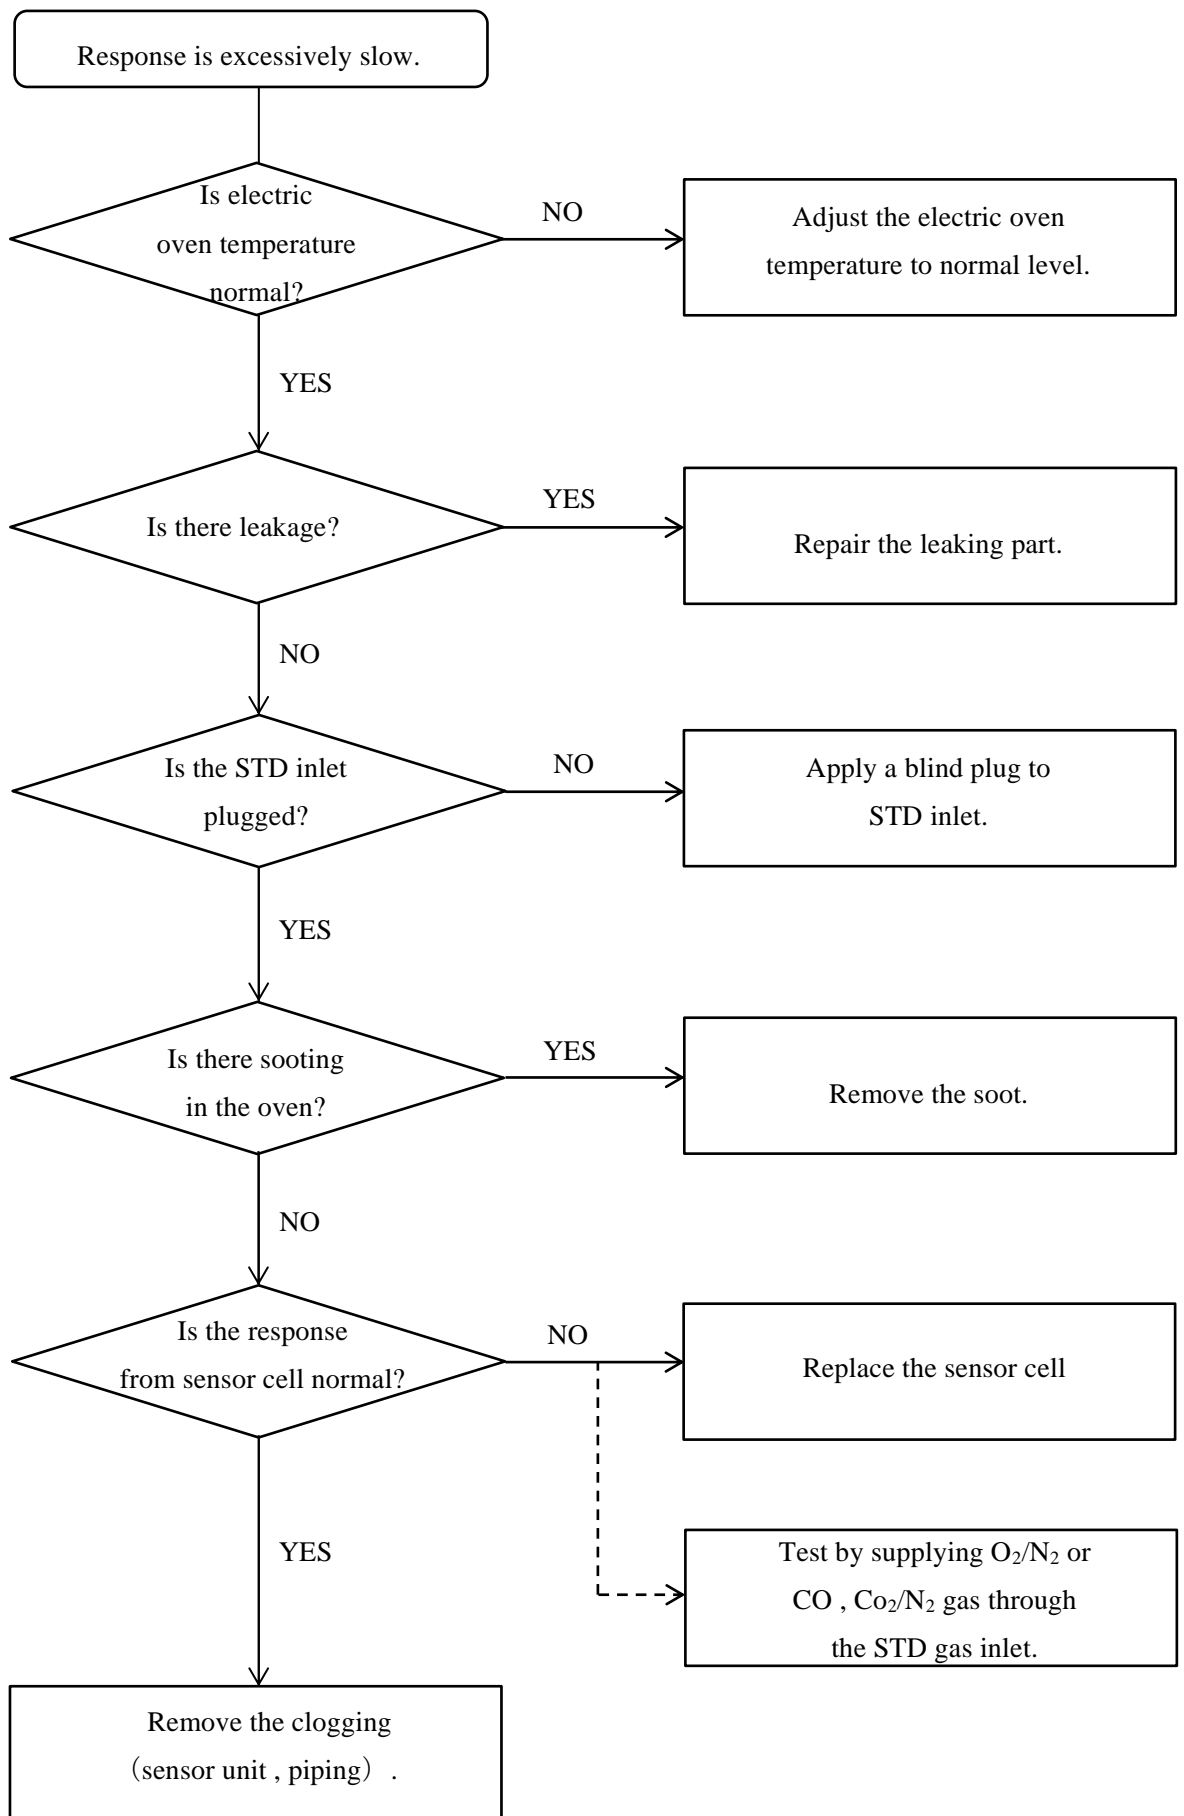 Response is excessively slow.
Is electric
oven temperature
normal?
NO
Adjust the electric oven
temperature to normal level.
YES
Is there leakage?
YES
Repair the leaking part.
NO
Is the STD inlet
plugged?
NO
Apply a blind plug to
STD inlet.
YES
Is there sooting
in the oven?
YES
Remove the soot.
NO
Is the response
from sensor cell normal?
NO
Replace the sensor cell
YES
Test by supplying O₂/N₂ or
CO , Co₂/N₂ gas through
the STD gas inlet.
Remove the clogging
（sensor unit , piping）.